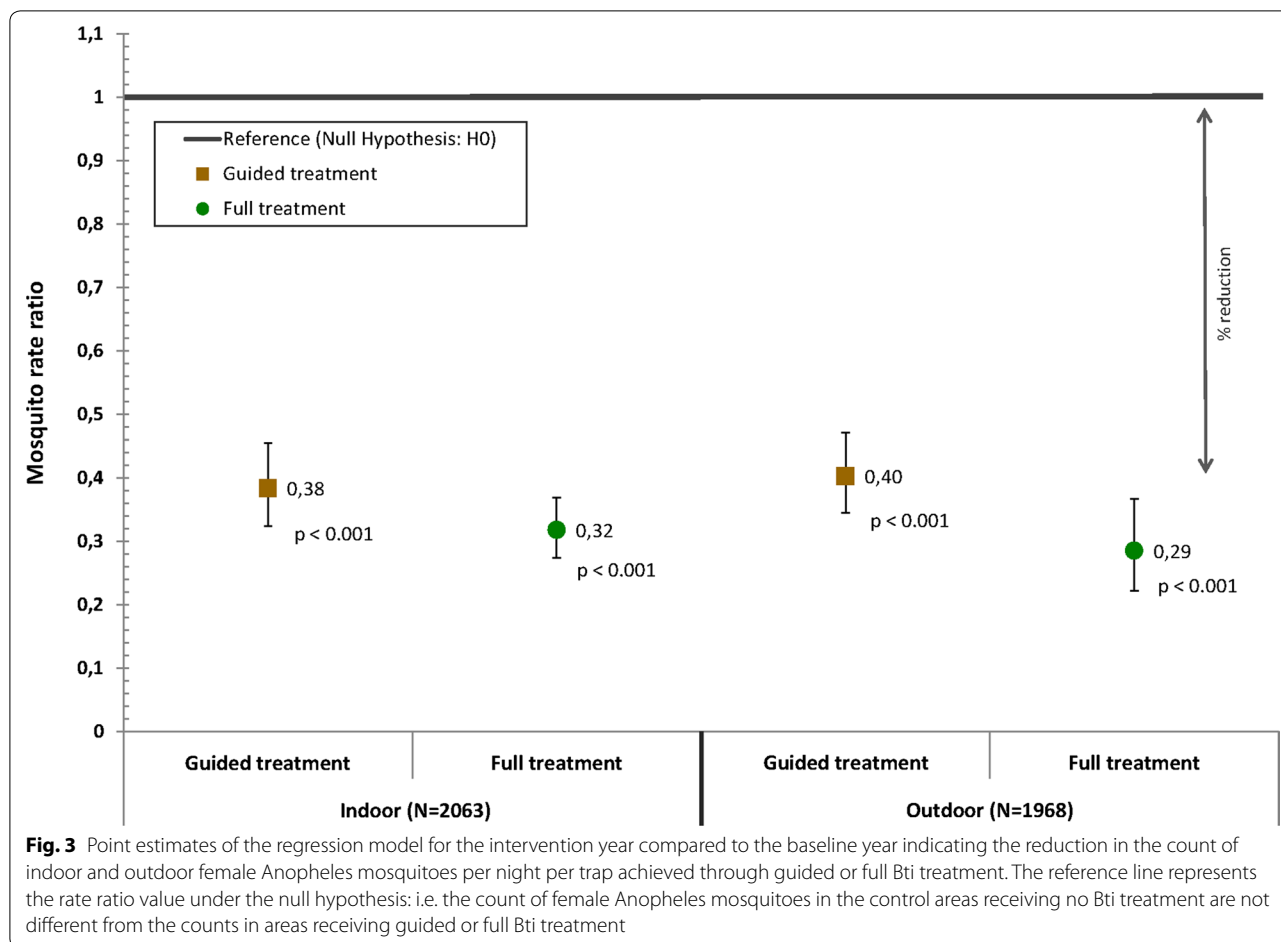 1,1
1
0,9
0,8
0,7
0,6
0,5
0,4
0,3
0,2
0,1
0
Mosquito rate ratio
Reference (Null Hypothesis: H0)
Guided treatment
Full treatment
% reduction
0,38
p < 0.001
0,32
p < 0.001
0,40
p < 0.001
0,29
p < 0.001
Guided treatment Full treatment Guided treatment Full treatment
Indoor (N=2063) Outdoor (N=1968)
Fig. 3 Point estimates of the regression model for the intervention year compared to the baseline year indicating the reduction in the count of
indoor and outdoor female Anopheles mosquitoes per night per trap achieved through guided or full Bti treatment. The reference line represents
the rate ratio value under the null hypothesis: i.e. the count of female Anopheles mosquitoes in the control areas receiving no Bti treatment are not
different from the counts in areas receiving guided or full Bti treatment